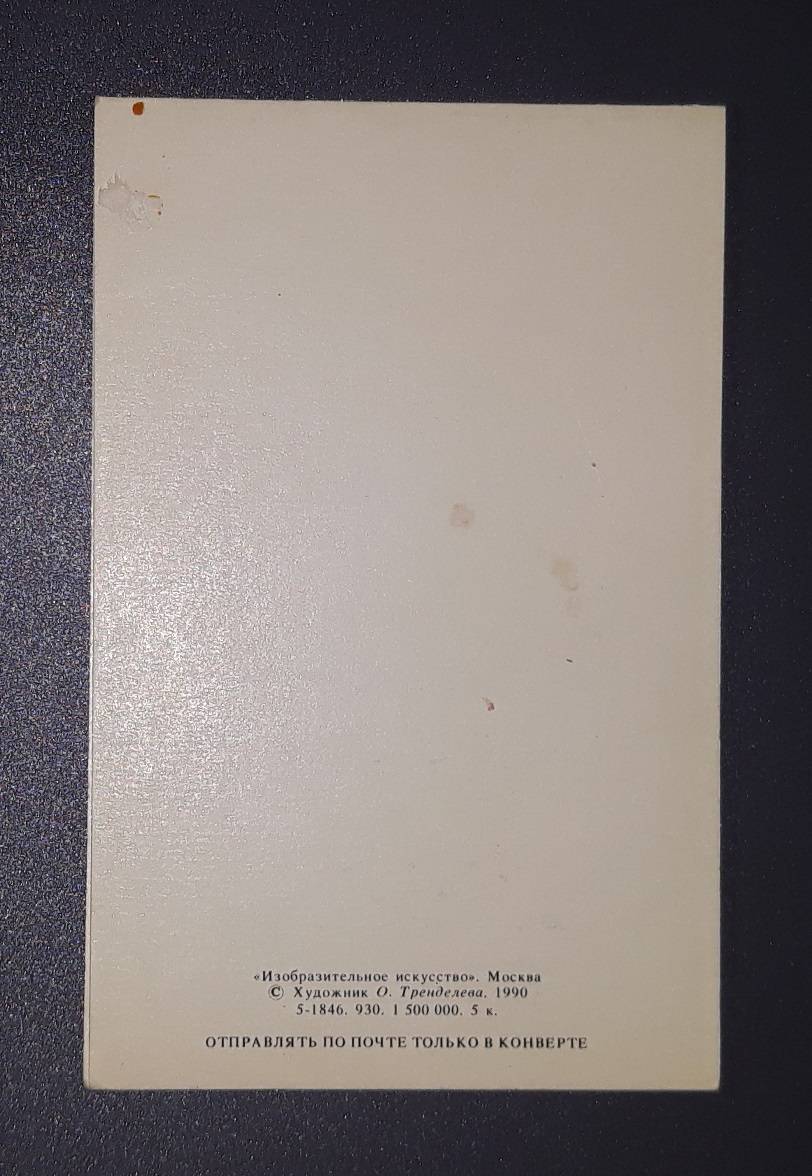 «Изобразительное искусство». Москва
© Художник О. Тренделева. 1990
5-1846. 930. 1 500 000. 5 к.
ОТПРАВЛЯТЬ ПО ПОЧТЕ ТОЛЬКО В КОНВЕРТЕ